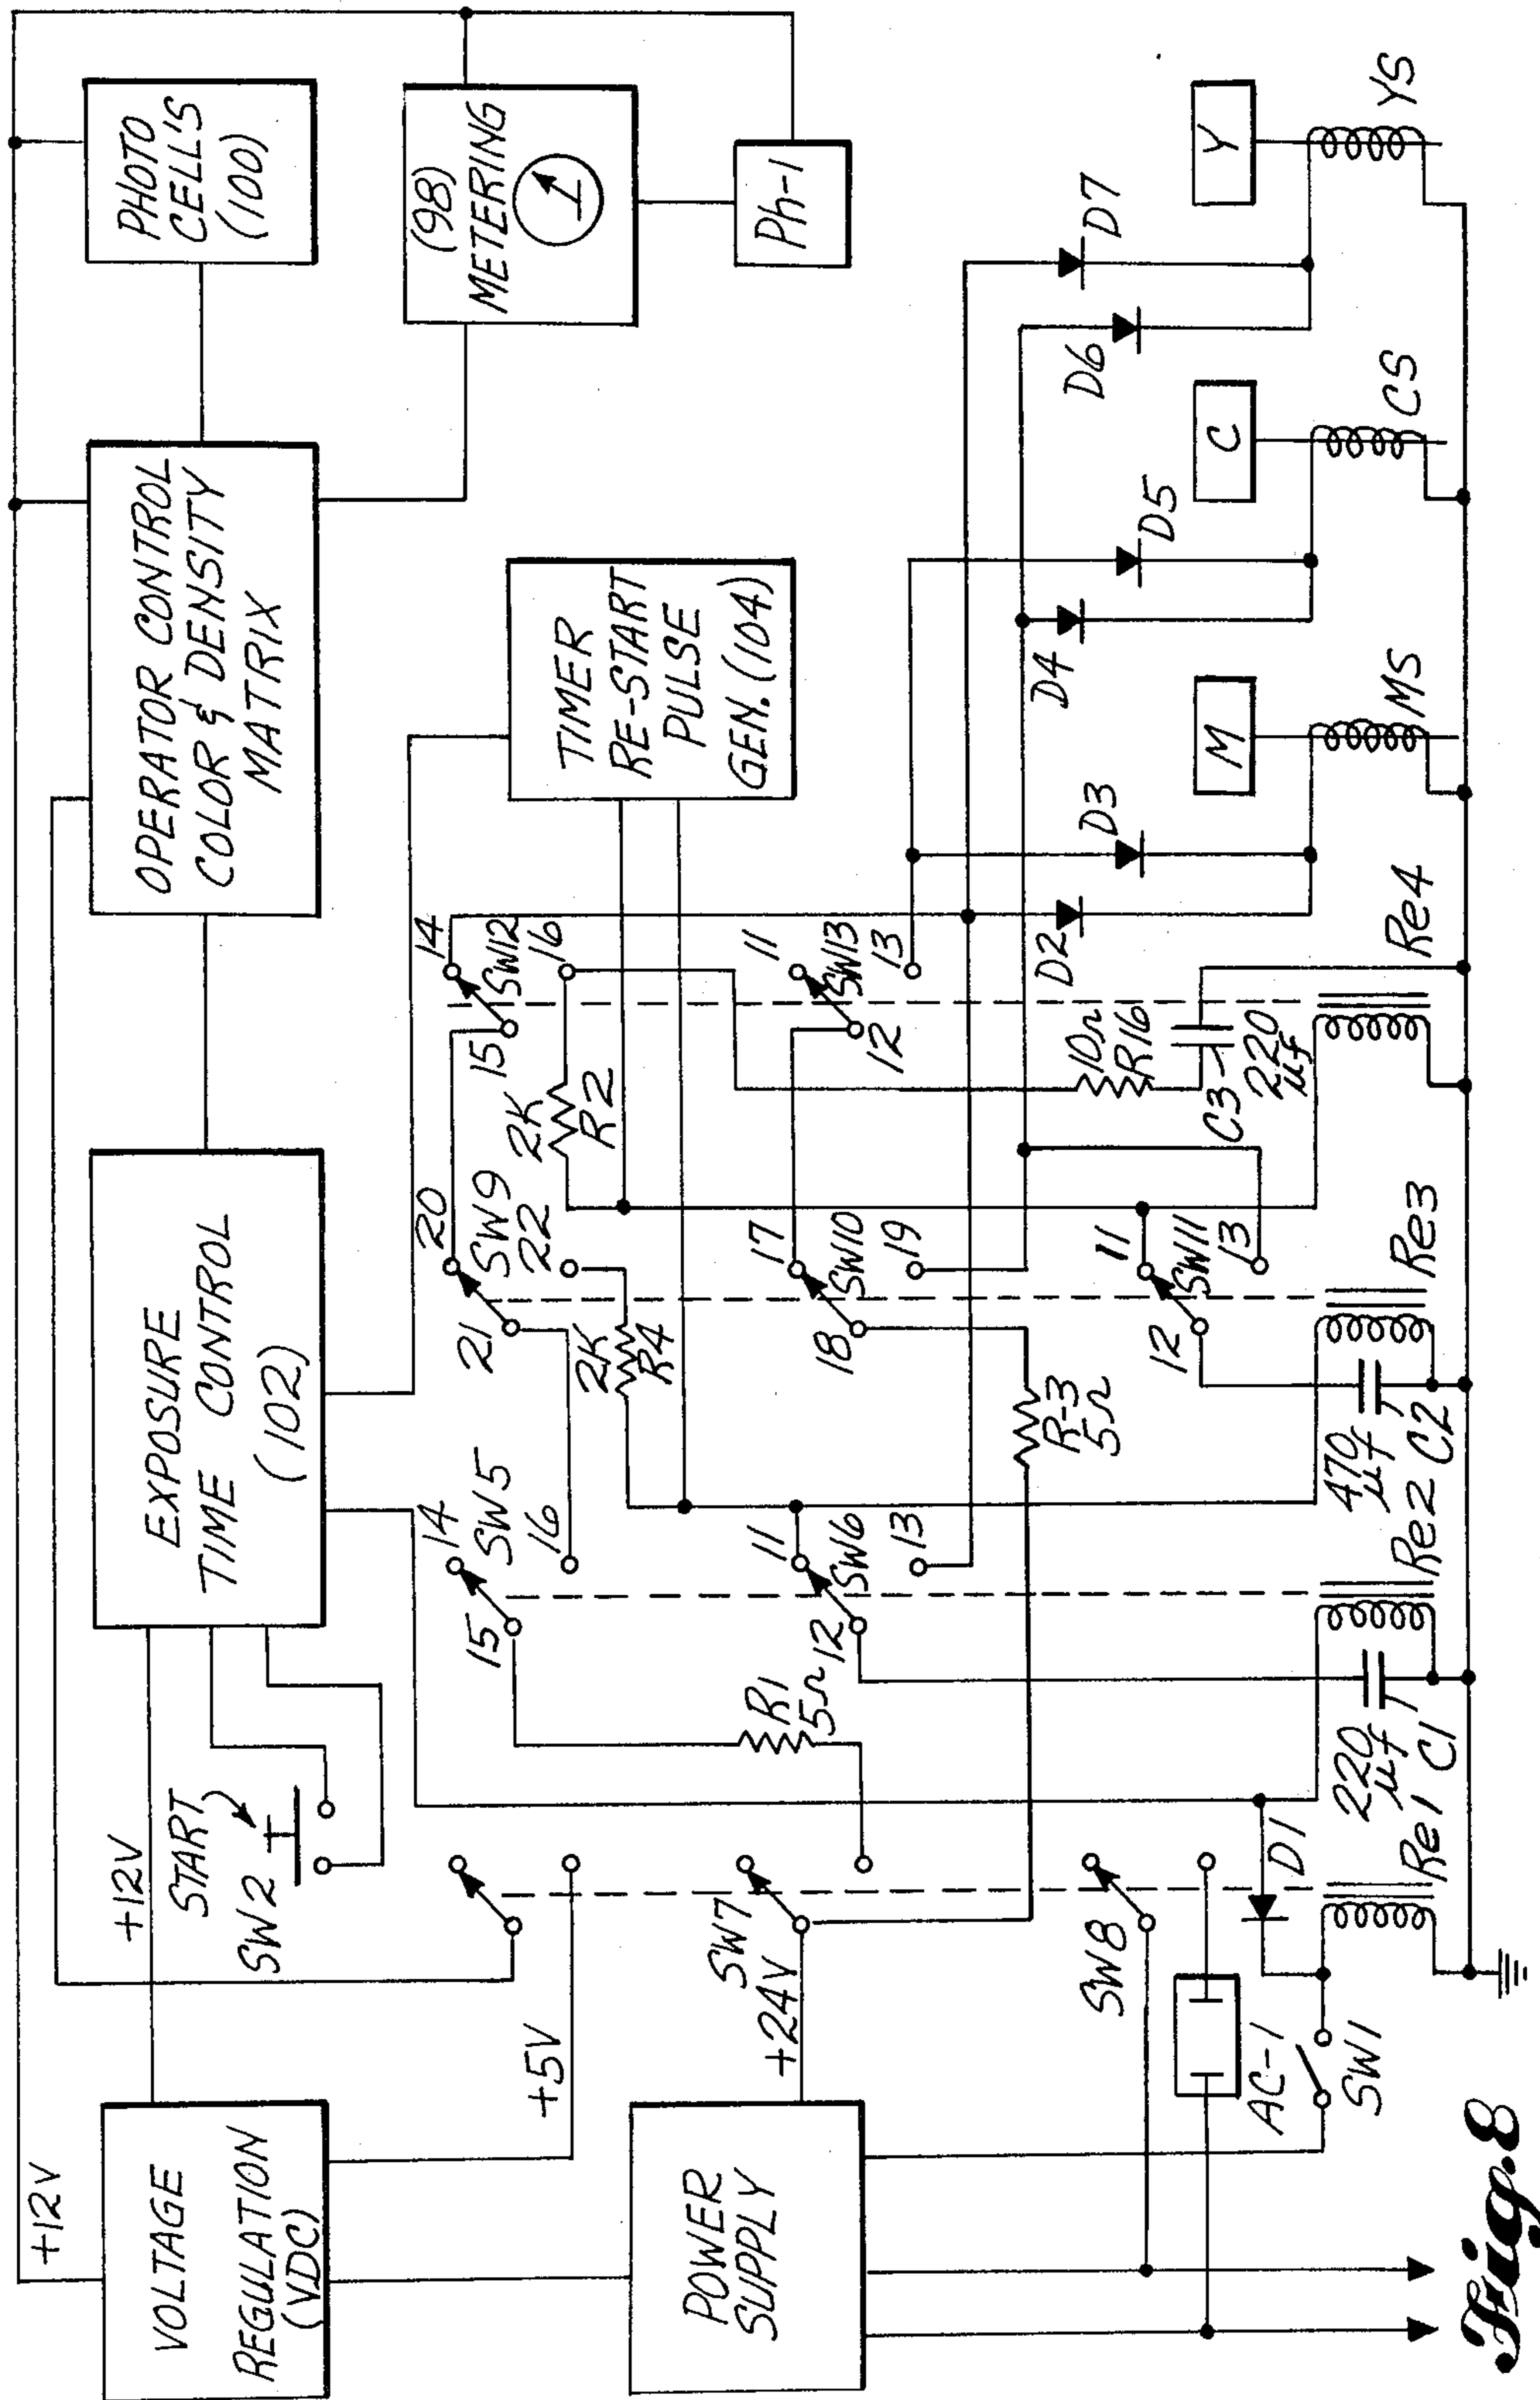 +12V
VOLTAGE
REGULATION
(VDC)
+12V
+5V
START
SW2
EXPOSURE
TIME CONTROL
(102)
OPERATOR CONTROL
COLOR & DENSITY
MATRIX
PHOTO
CELL'S
(100)
(98)
METERING
Ph-1
TIMER
RE-START
PULSE
GEN. (104)
POWER
SUPPLY
+24V
SW7
SW8
AC-1
SW1
D1
R1
5Ω
14
SW5
15
16
11
SW6
12
13
20
SW9
21
22
2K
R4
17
SW10
18
19
R-3
5Ω
11
SW11
12
13
14
SW12
15
16
2K
R2
11
SW13
12
13
10Ω
R16
C3
220
μf
D2
D3
D4
D5
D6
D7
M
C
Y
220
μf
C1
470
μf
C2
Re1
Re2
Re3
Re4
MS
CS
YS
Fig.8